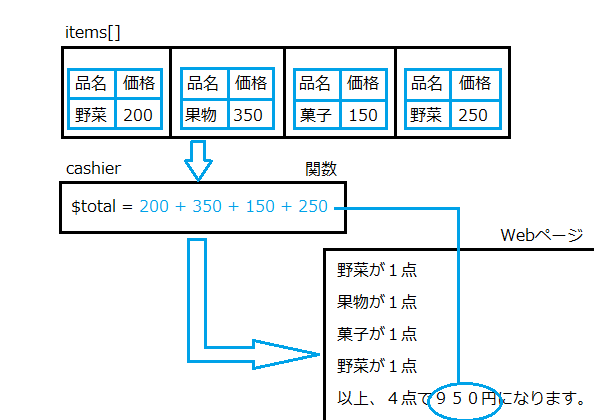 items[]
品名 価格 品名 価格 品名 価格 品名 価格
野菜 200 果物 350 菓子 150 野菜 250
cashier 関数
$total = 200 + 350 + 150 + 250
Webページ
野菜が１点
果物が１点
菓子が１点
野菜が１点
以上、４点で９５０円になります。